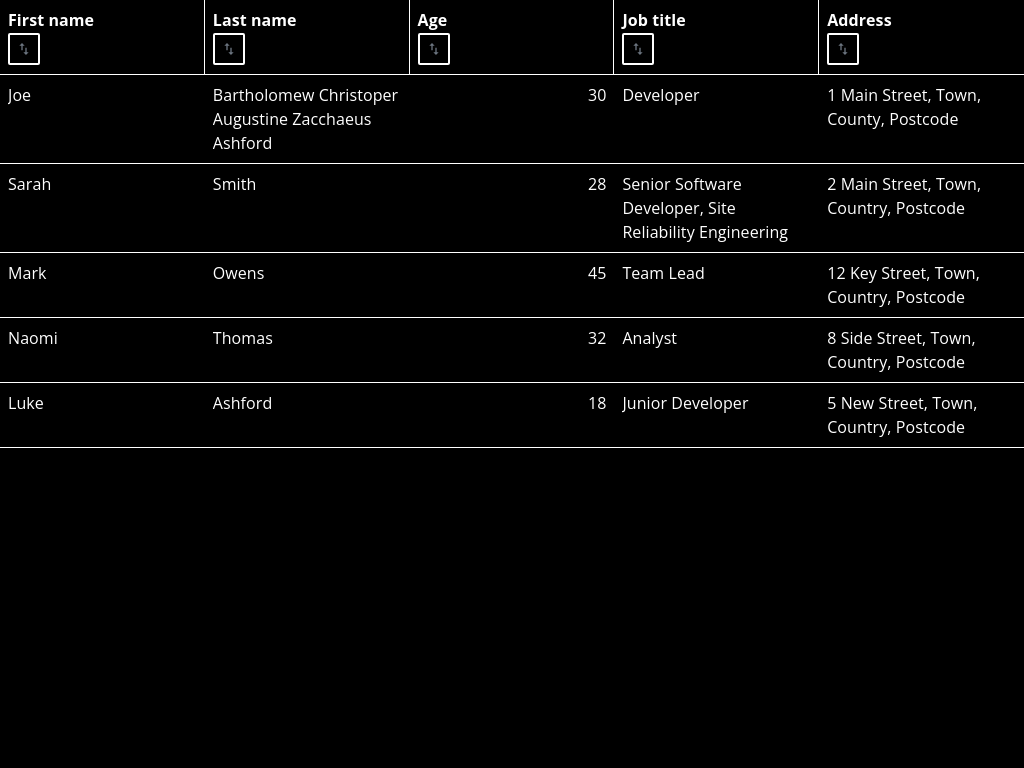 First name Last name Age Job title Address
Joe Bartholomew Christoper 30 Developer 1 Main Street, Town,
Augustine Zacchaeus County, Postcode
Ashford
Sarah Smith 28 Senior Software 2 Main Street, Town,
Developer, Site Country, Postcode
Reliability Engineering
Mark Owens 45 Team Lead 12 Key Street, Town,
Country, Postcode
Naomi Thomas 32 Analyst 8 Side Street, Town,
Country, Postcode
Luke Ashford 18 Junior Developer 5 New Street, Town,
Country, Postcode